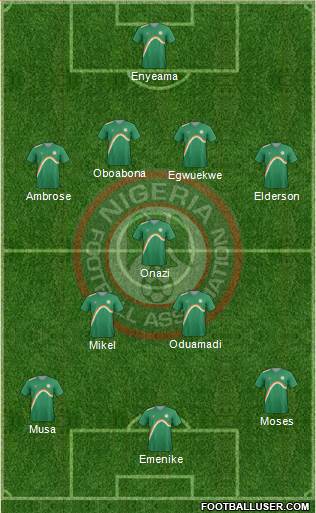 Enyeama
Oboabona
Egwuekwe
Ambrose
Elderson
NIGERIA
FOOTBALL ASSOCIATION
Onazi
Mikel
Oduamadi
Musa
Moses
Emenike
FOOTBALLUSER.COM